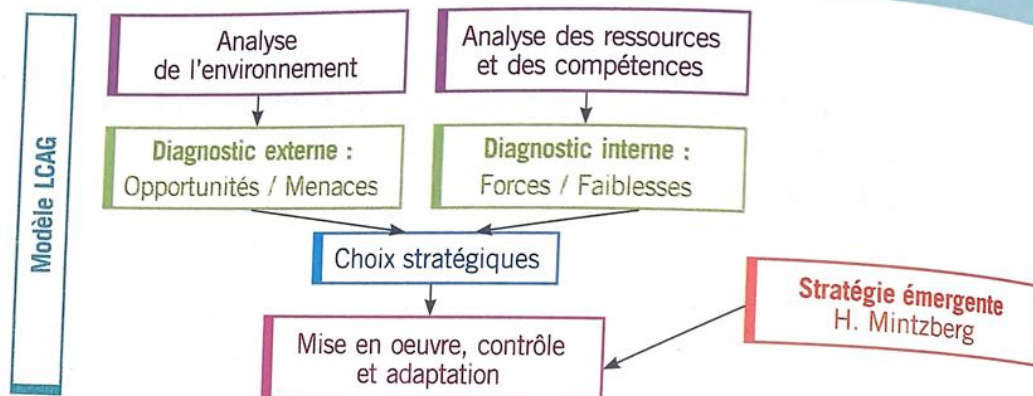 Modèle LCAG
Analyse
de l'environnement
Analyse des ressources
et des compétences
Diagnostic externe :
Opportunités / Menaces
Diagnostic interne :
Forces / Faiblesses
Choix stratégiques
Stratégie émergente
H. Mintzberg
Mise en oeuvre, contrôle
et adaptation